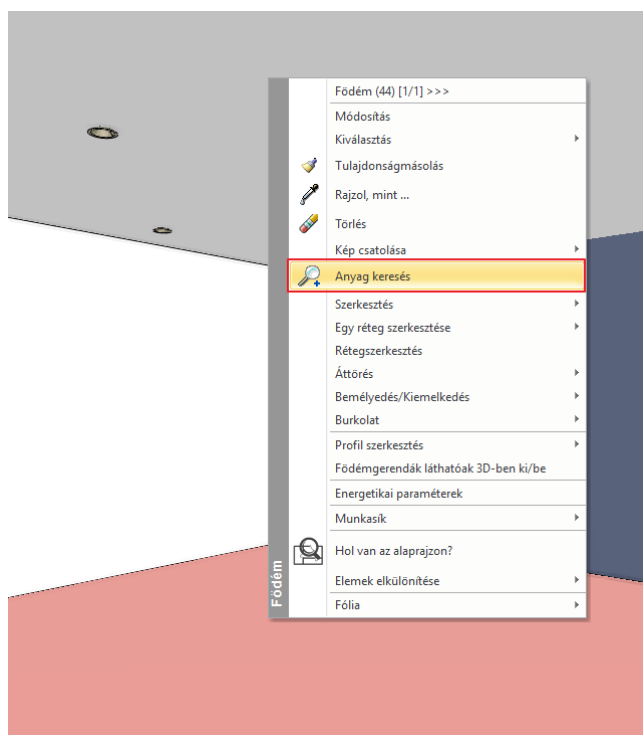 Födém (44) [1/1] >>>
Módosítás
Kiválasztás
Tulajdonságmásolás
Rajzol, mint ...
Törlés
Kép csatolása
Anyag keresés
Szerkesztés
Egy réteg szerkesztése
Rétegszerkesztés
Áttörés
Bemélyedés/Kiemelkedés
Burkolat
Profil szerkesztés
Födémgerendák láthatóak 3D-ben ki/be
Energetikai paraméterek
Munkasík
Hol van az alaprajzon?
Elemek elkülönítése
Fólia
Födém